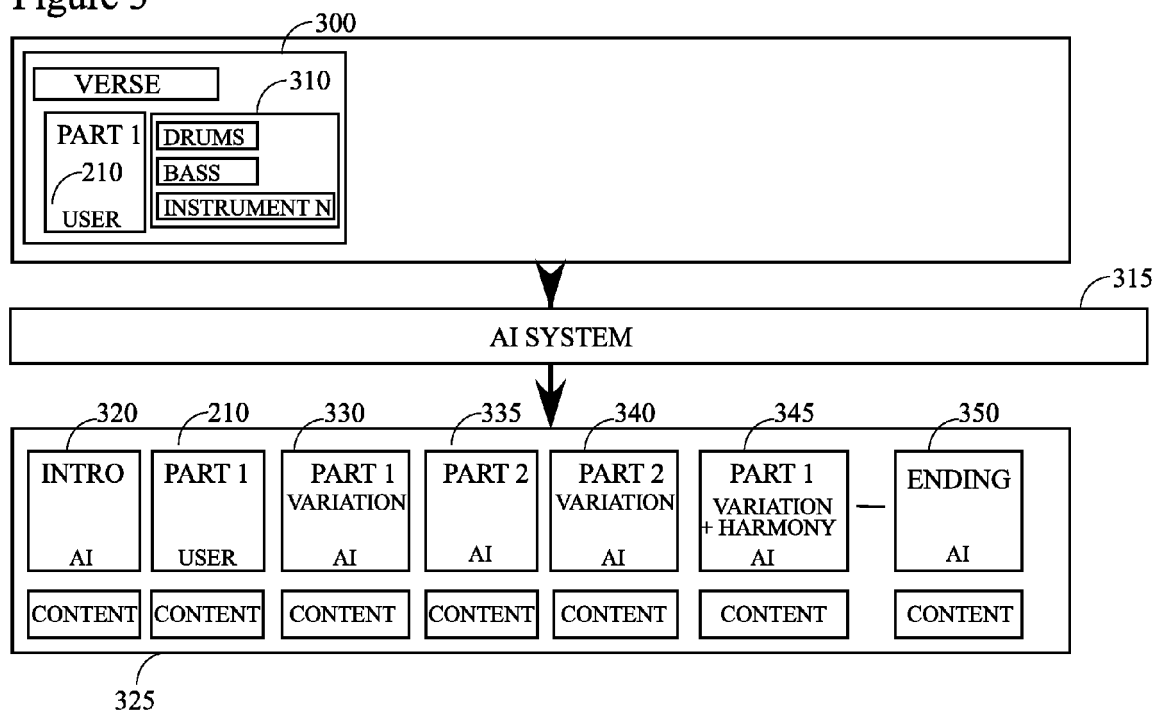 Figure 3
300
VERSE
310
PART 1
DRUMS
210
BASS
USER
INSTRUMENT N
315
AI SYSTEM
320 210 330 335 340 345 350
INTRO PART 1 PART 1 PART 2 PART 2 PART 1 ENDING
VARIATION VARIATION VARIATION
+ HARMONY
AI USER AI AI AI AI AI
CONTENT CONTENT CONTENT CONTENT CONTENT CONTENT CONTENT
325